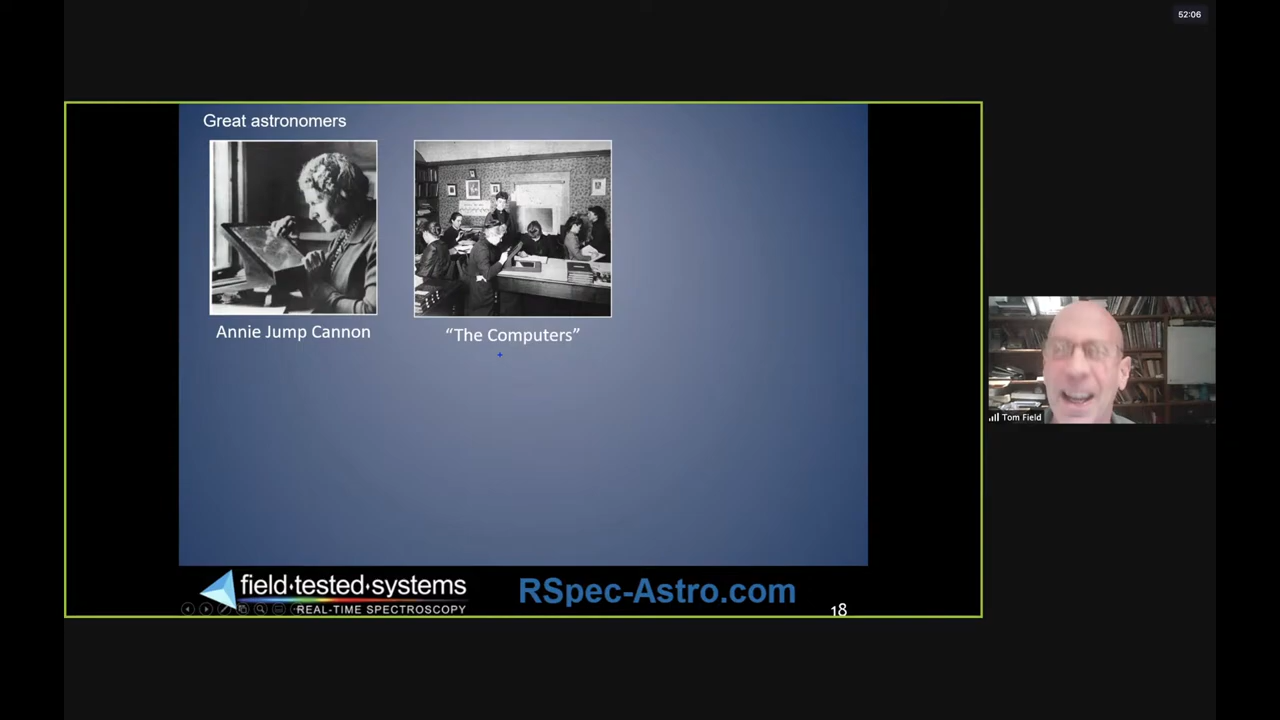 52:06
Great astronomers
Annie Jump Cannon
“The Computers”
Tom Field
field·tested·systems
REAL-TIME SPECTROSCOPY
RSpec-Astro.com
18